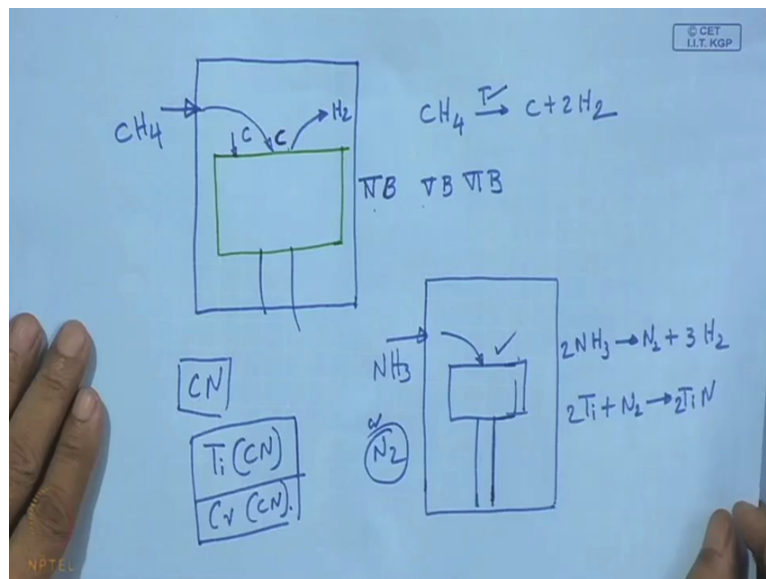 © CET
I.I.T. KGP
CH4
C
C
H2
CH4 T→ C+2H2
IVB VB VIB
NH3
2NH3 → N2 + 3H2
N2
2Ti + N2 → 2TiN
CN
Ti(CN)
Cr(CN).
NPTEL